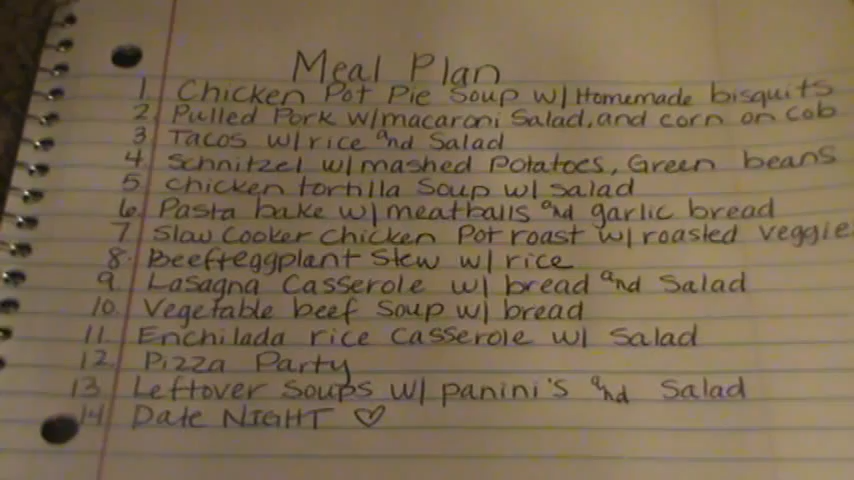 Meal Plan
1. Chicken Pot Pie Soup w/ Homemade bisquits
2. Pulled Pork w/macaroni Salad, and corn on cob
3 Tacos w/rice and Salad
4. Schnitzel w/mashed Potatoes, Green beans
5. Chicken tortilla Soup w/ salad
6. Pasta bake w/meatballs and garlic bread
7 Slow Cooker Chicken Pot roast w/ roasted veggie
8. Beef+eggplant Stew w/ rice
9. Lasagna Casserole w/ bread and Salad
10. Vegetable beef Soup w/ bread
11. Enchilada rice Casserole w/ Salad
12. Pizza Party
13. Leftover Soups w/ panini's and Salad
14 Date NIGHT ♡